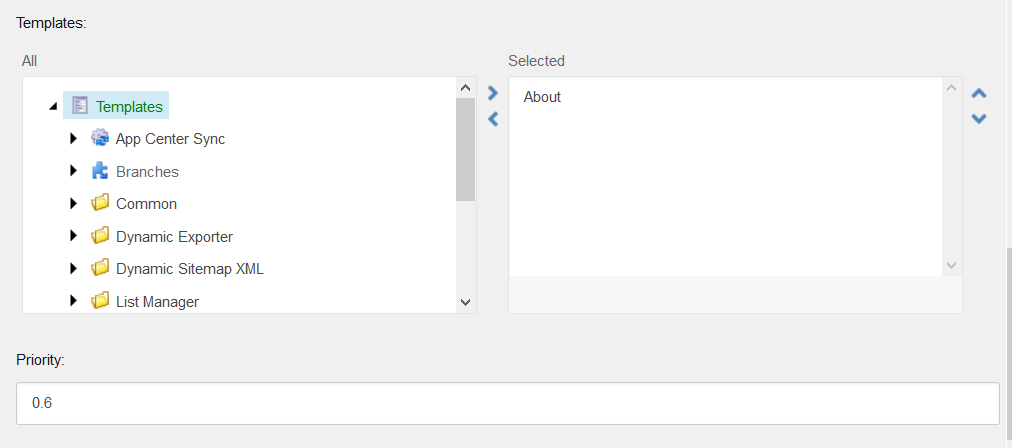 Templates:
All
Selected
Templates
App Center Sync
Branches
Common
Dynamic Exporter
Dynamic Sitemap XML
List Manager
About
Priority:
0.6